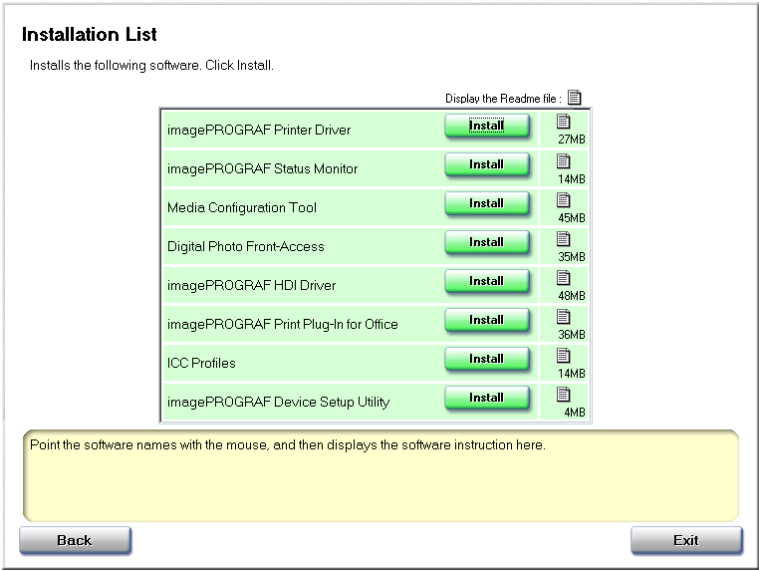 Installation List
Installs the following software. Click Install.
Display the Readme file :
imagePROGRAF Printer Driver Install 27MB
imagePROGRAF Status Monitor Install 14MB
Media Configuration Tool Install 45MB
Digital Photo Front-Access Install 35MB
imagePROGRAF HDI Driver Install 48MB
imagePROGRAF Print Plug-In for Office Install 36MB
ICC Profiles Install 14MB
imagePROGRAF Device Setup Utility Install 4MB
Point the software names with the mouse, and then displays the software instruction here.
Back Exit